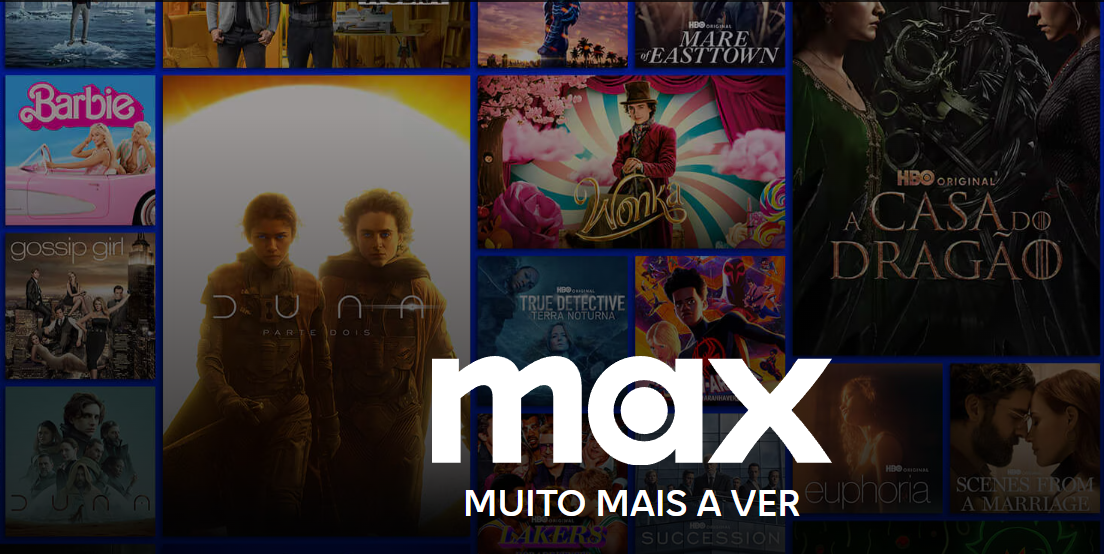 HBO ORIGINAL
MARE
of EASTTOWN
Barbie
DUNA
PARTE DOIS
Wonka
HBO ORIGINAL
A CASA DO
DRAGÃO
gossip girl
HBO ORIGINAL
TRUE DETECTIVE
TERRA NOTURNA
max
MUITO MAIS A VER
DUNA
HBO ORIGINAL
LAKERS
HBO
SUCCESSION
HBO ORIGINAL
euphoria
HBO ORIGINAL
SCENES FROM
A MARRIAGE